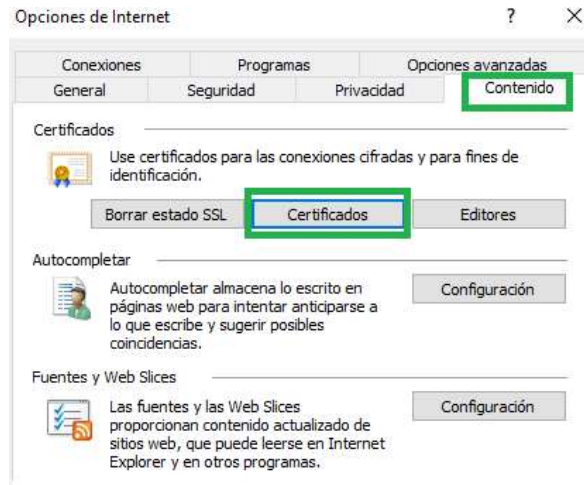 Opciones de Internet ? X
Conexiones Programas Opciones avanzadas
General Seguridad Privacidad Contenido
Certificados
Use certificados para las conexiones cifradas y para fines de
identificación.
Borrar estado SSL Certificados Editores
Autocompletar
Autocompletar almacena lo escrito en
páginas web para intentar anticiparse a
lo que escribe y sugerir posibles
coincidencias.
Configuración
Fuentes y Web Slices
Las fuentes y las Web Slices
proporcionan contenido actualizado de
sitios web, que puede leerse en Internet
Explorer y en otros programas.
Configuración